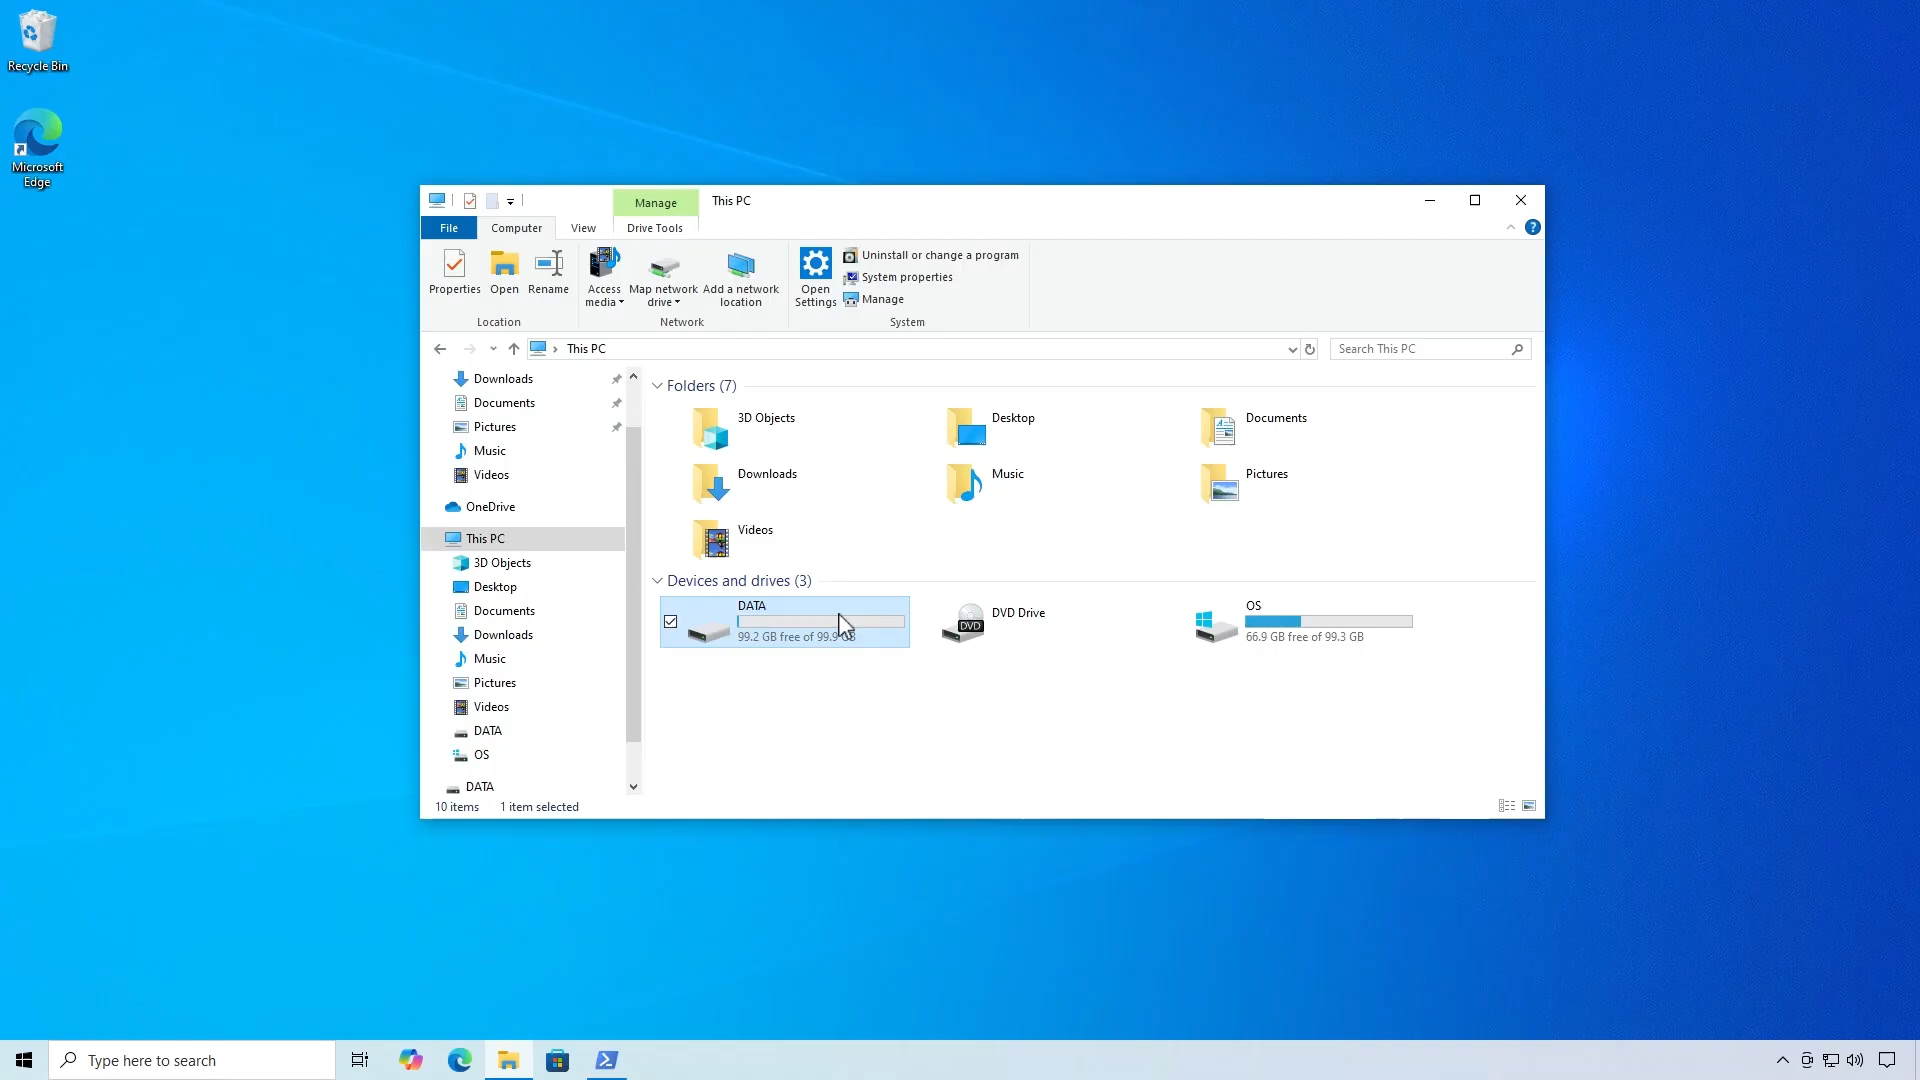 Recycle Bin
Microsoft
Edge
Manage
This PC
File
Computer
View
Drive Tools
Properties
Open
Rename
Access
media
Map network
drive
Add a network
location
Open
Settings
Uninstall or change a program
System properties
Manage
Location
Network
System
This PC
Search This PC
Downloads
Documents
Pictures
Music
Videos
OneDrive
This PC
3D Objects
Desktop
Documents
Downloads
Music
Pictures
Videos
DATA
OS
DATA
Folders (7)
3D Objects
Desktop
Documents
Downloads
Music
Pictures
Videos
Devices and drives (3)
DATA
99.2 GB free of 99.9 GB
DVD
DVD Drive
OS
66.9 GB free of 99.3 GB
10 items
1 item selected
Type here to search